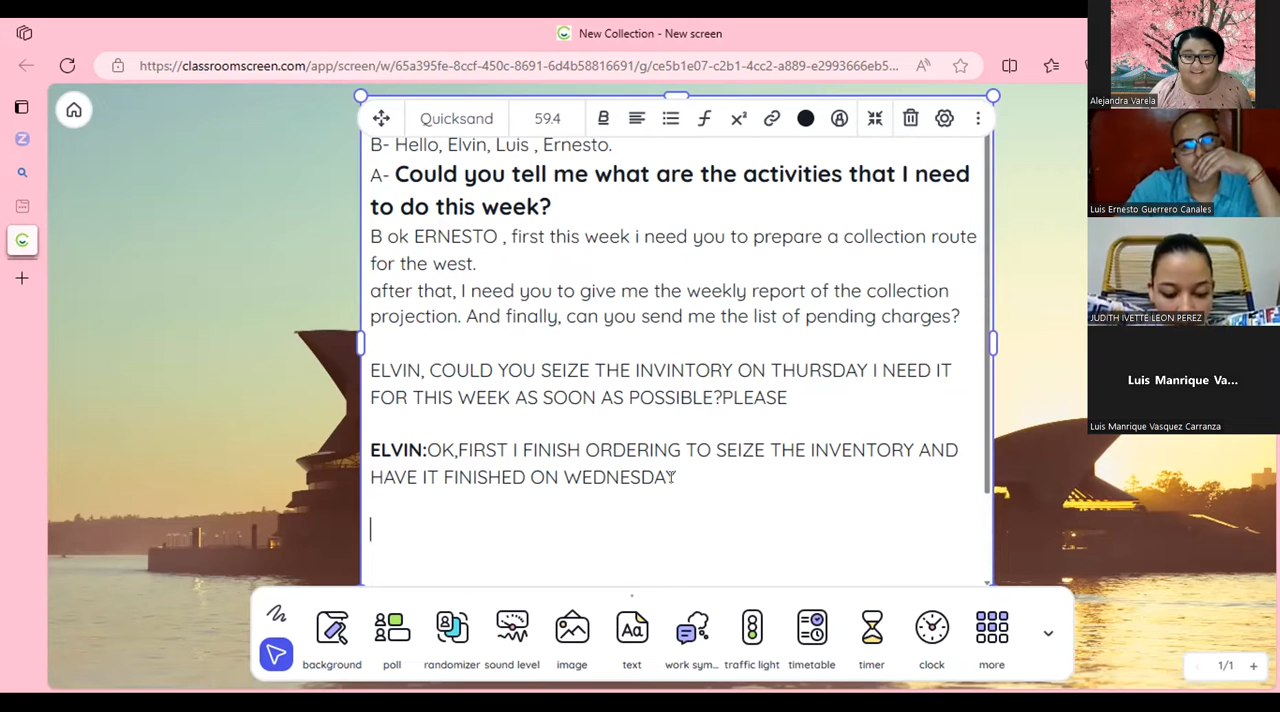 New Collection - New screen
https://classroomscreen.com/app/screen/w/65a395fe-8ccf-4505-8691-6d4b58816691/g/ce5b1e07-c2b1-4cc2-a889-e2993666eb5...
Quicksand 59.4
B- Hello, Elvin, Luis , Ernesto.
A- Could you tell me what are the activities that I need
to do this week?
B ok ERNESTO , first this week i need you to prepare a collection route
for the west.
after that, I need you to give me the weekly report of the collection
projection. And finally, can you send me the list of pending charges?
ELVIN, COULD YOU SEIZE THE INVINTORY ON THURSDAY I NEED IT
FOR THIS WEEK AS SOON AS POSSIBLE?PLEASE
ELVIN:OK,FIRST I FINISH ORDERING TO SEIZE THE INVENTORY AND
HAVE IT FINISHED ON WEDNESDAY
background poll randomizer sound level image text work sym... traffic light timetable timer clock more
1/1
Alejandra Varela
Luis Ernesto Guerrero Canales
JUDITH IVETTE LEON PEREZ
Luis Manrique Va...
Luis Manrique Vasquez Carranza